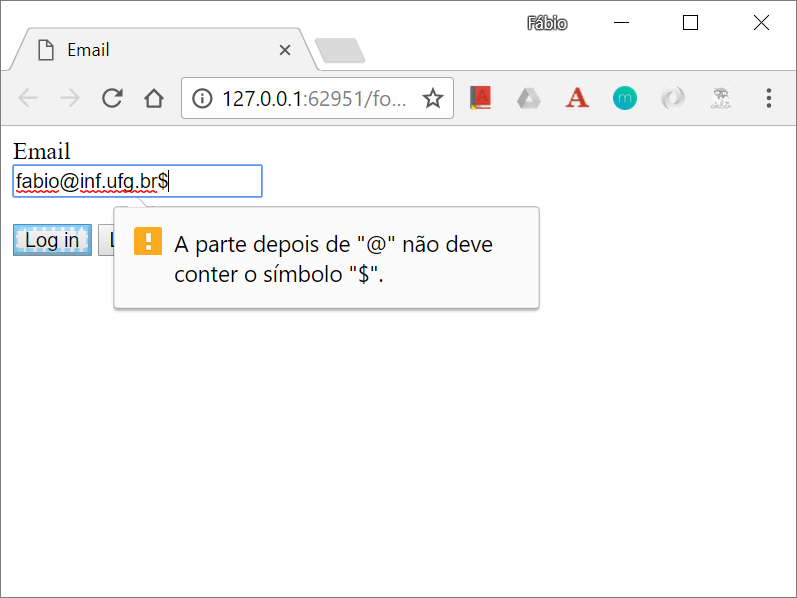 Fábio
Email
127.0.0.1:62951/fo...
Email
fabio@inf.ufg.br$
Log in
A parte depois de "@" não deve
conter o símbolo "$".